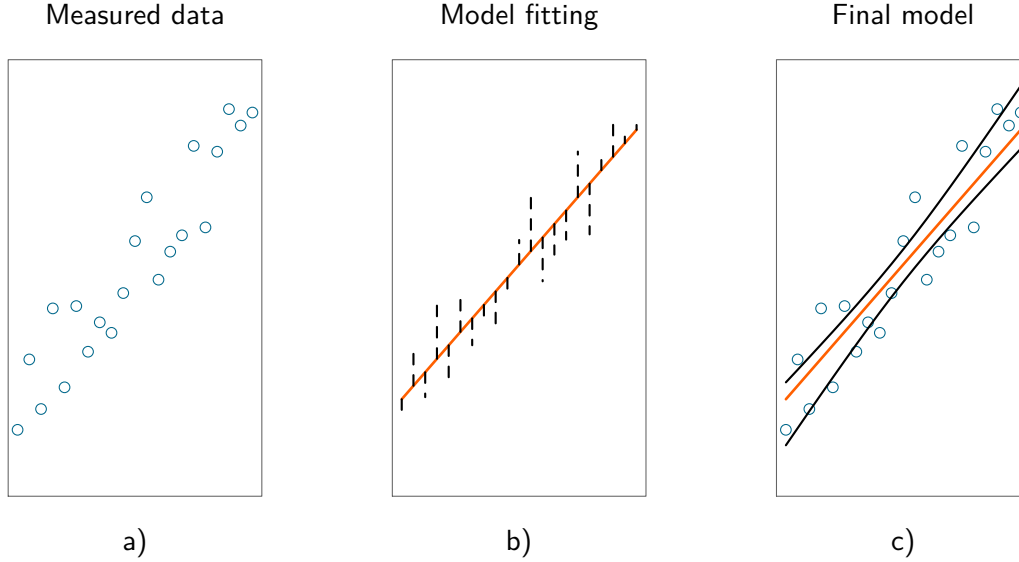 Measured data
Model fitting
Final model
a)
b)
c)